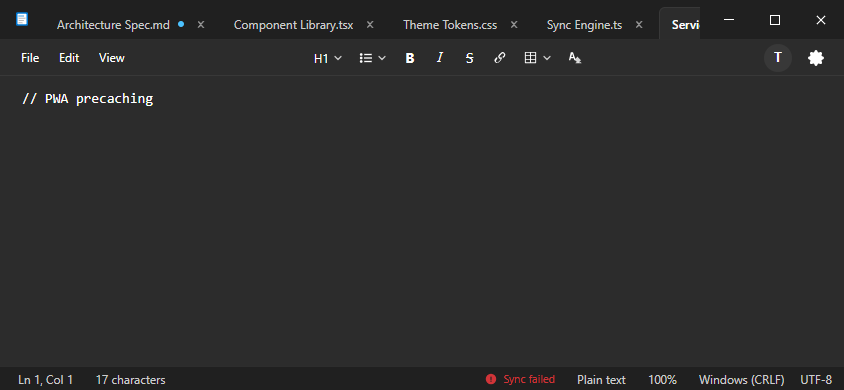 Architecture Spec.md
Component Library.tsx
Theme Tokens.css
Sync Engine.ts
File Edit View H1 B I S T
// PWA precaching
Ln 1, Col 1 17 characters Sync failed Plain text 100% Windows (CRLF) UTF-8